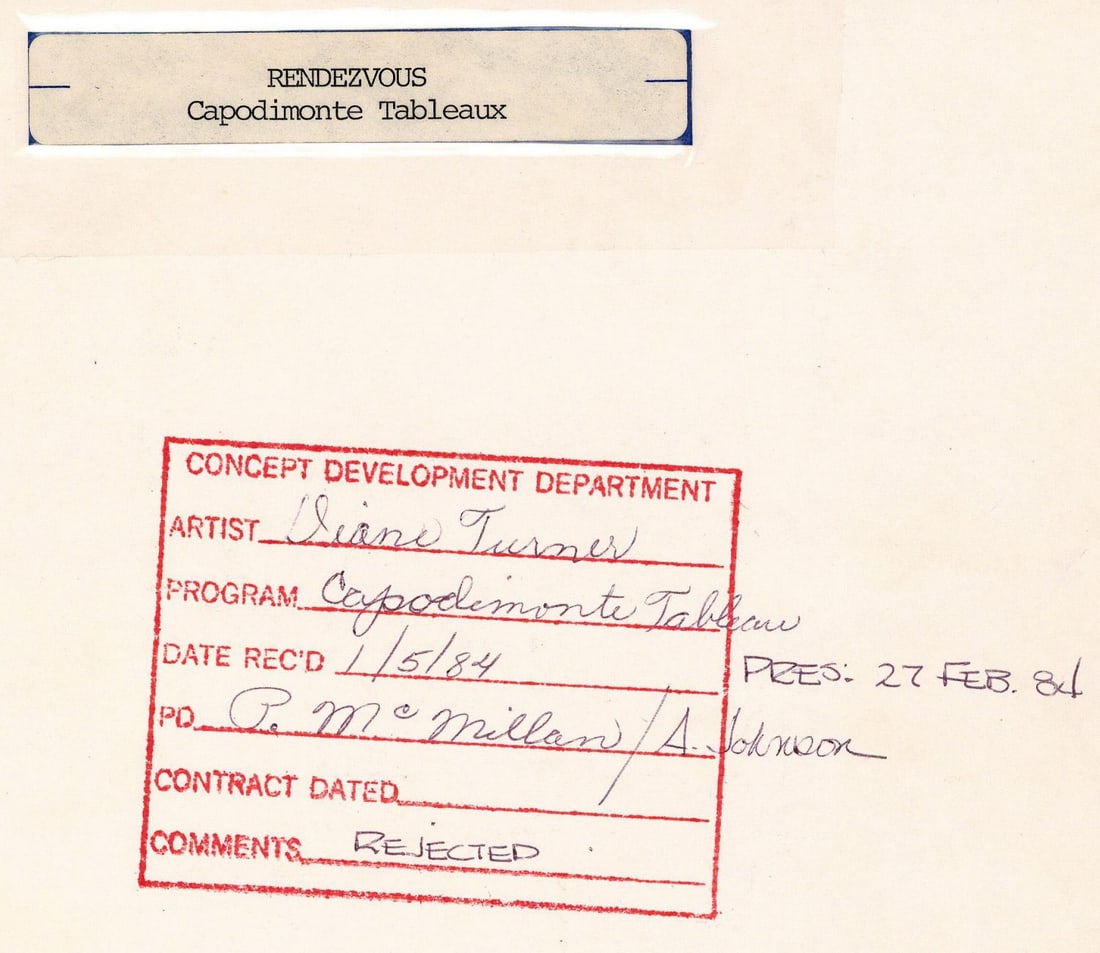 RENDEZVOUS
Capodimonte Tableaux
CONCEPT DEVELOPMENT DEPARTMENT
ARTIST Diane Turner
PROGRAM Capodimonte Tableau
DATE REC'D 1/5/84 PRES: 27 FEB. 84
PD P. McMillan / A. Johnson
CONTRACT DATED
COMMENTS REJECTED